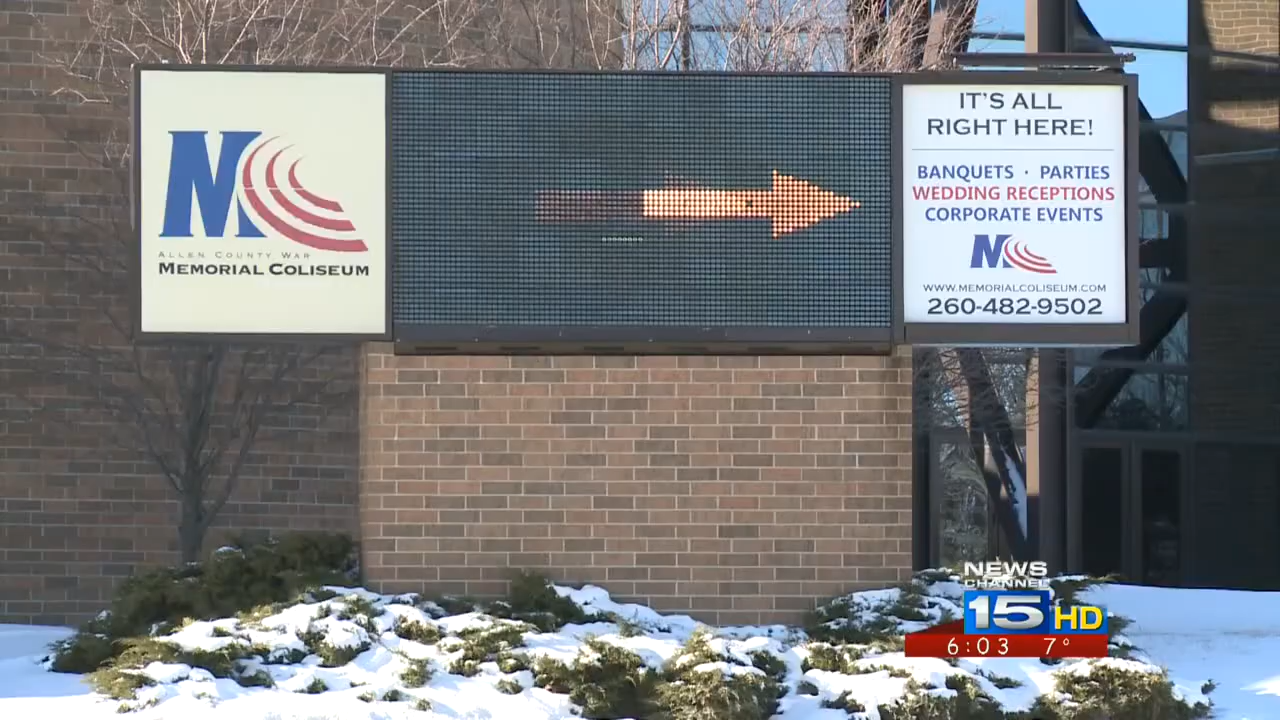 M
ALLEN COUNTY WAR
MEMORIAL COLISEUM
IT'S ALL
RIGHT HERE!
BANQUETS · PARTIES
WEDDING RECEPTIONS
CORPORATE EVENTS
M
WWW.MEMORIALCOLISEUM.COM
260-482-9502
NEWS
CHANNEL
15 HD
6:03 7°